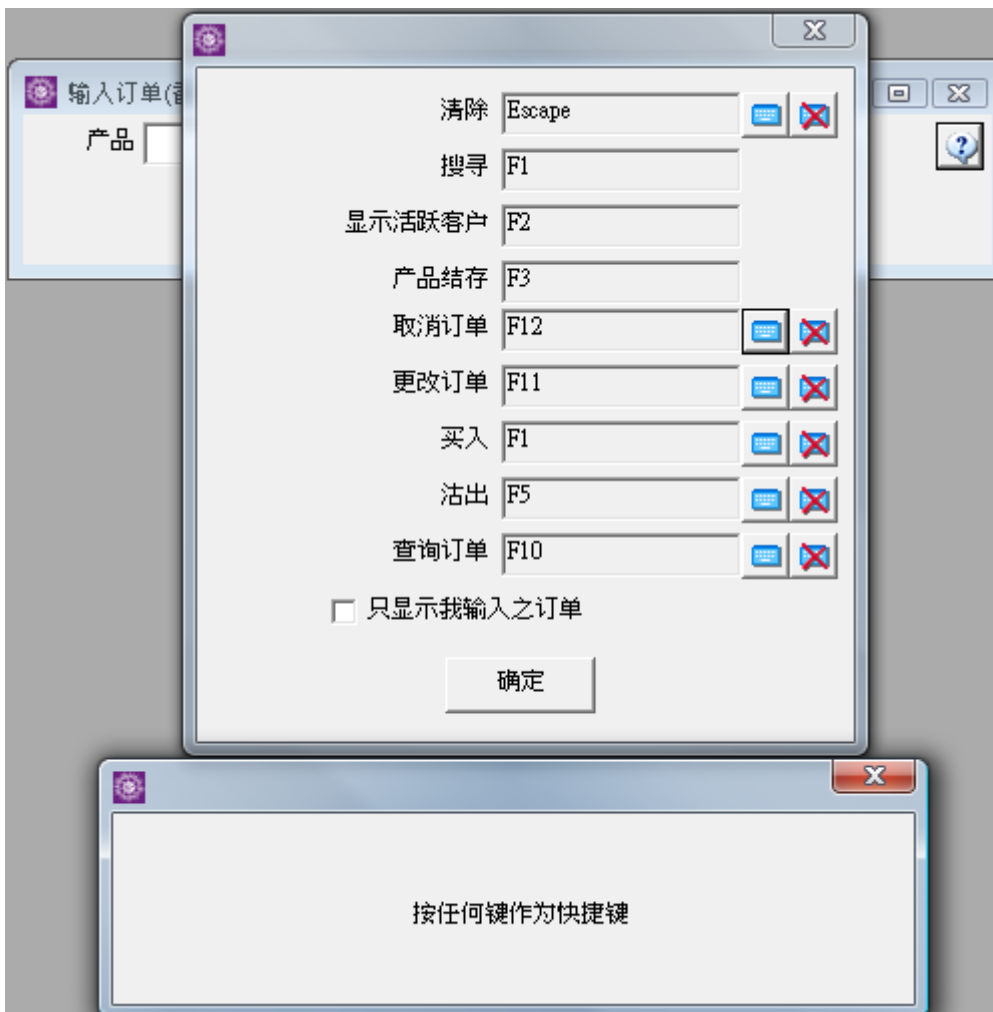 输入订单(
产品
清除 Escape
搜寻 F1
显示活跃客户 F2
产品结存 F3
取消订单 F12
更改订单 F11
买入 F1
沽出 F5
查询订单 F10
只显示我输入之订单
确定
按任何键作为快捷键